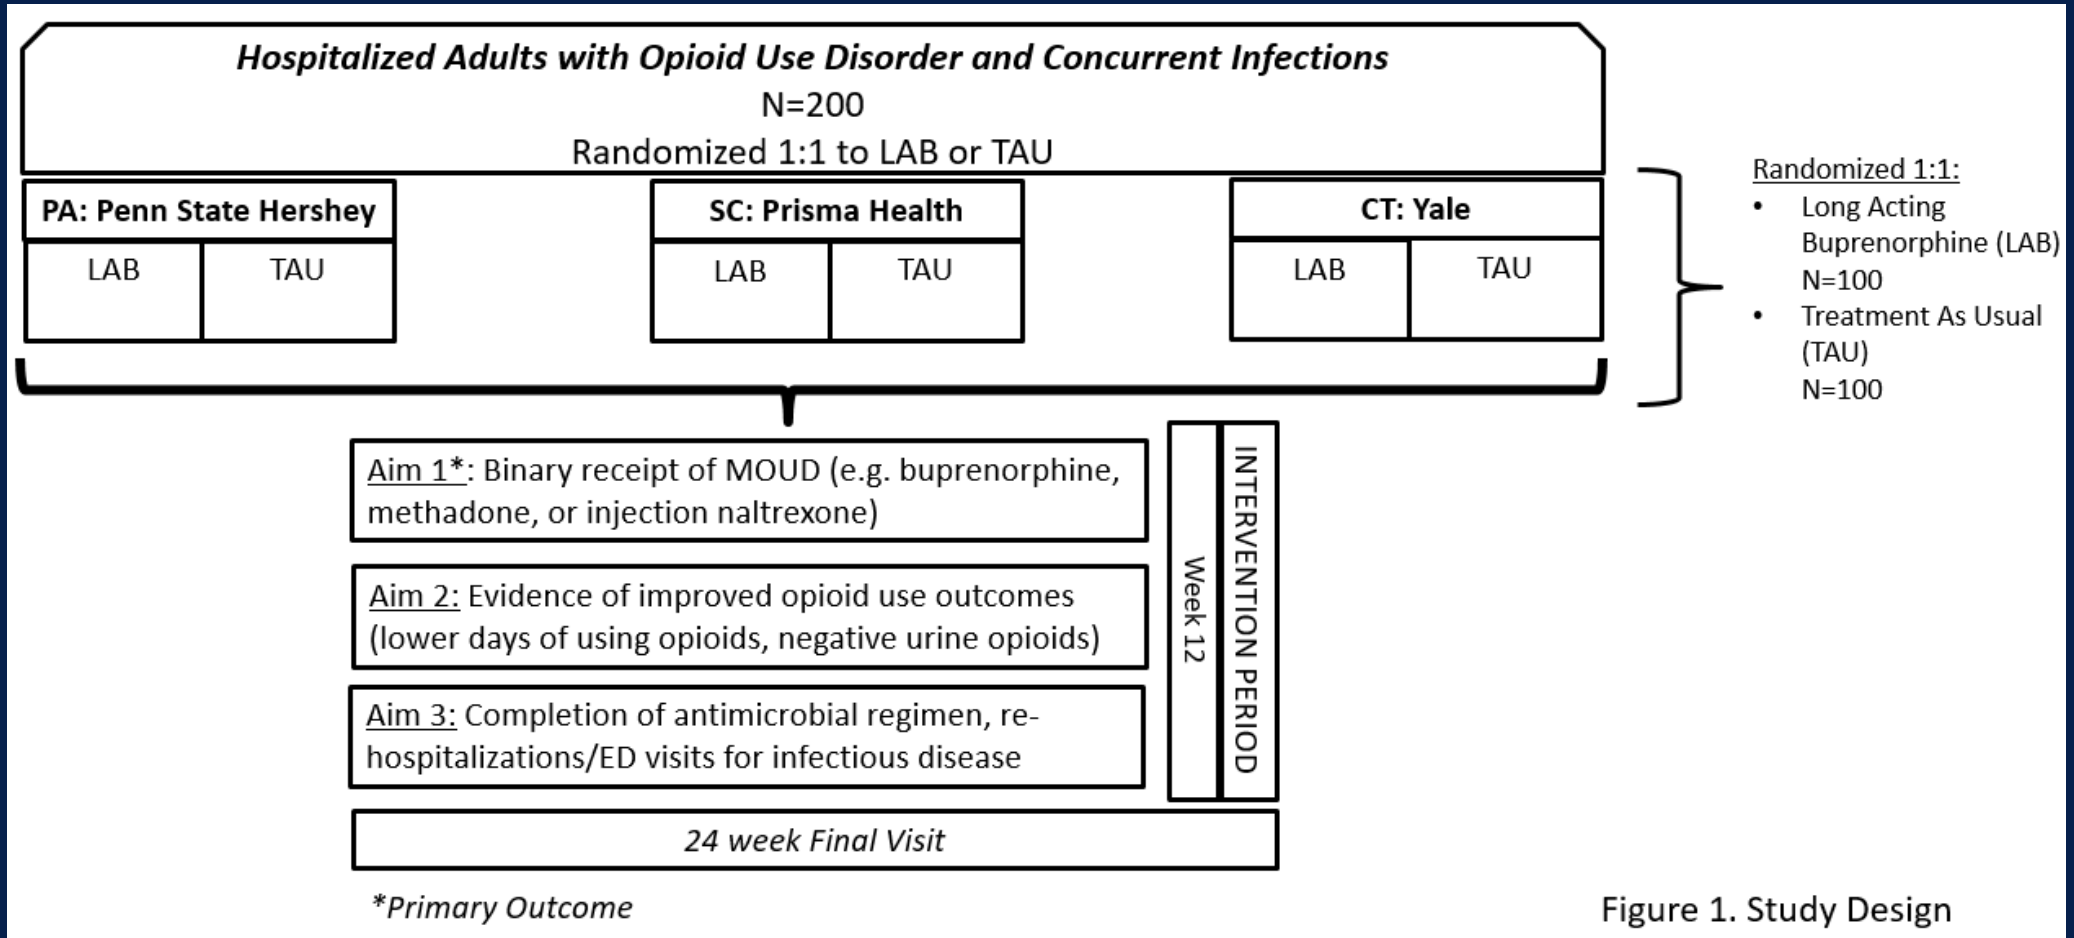 Hospitalized Adults with Opioid Use Disorder and Concurrent Infections
N=200
Randomized 1:1 to LAB or TAU
PA: Penn State Hershey
LAB
TAU
SC: Prisma Health
LAB
TAU
CT: Yale
LAB
TAU
Randomized 1:1:
• Long Acting
Buprenorphine (LAB)
N=100
• Treatment As Usual
(TAU)
N=100
Aim 1*: Binary receipt of MOUD (e.g. buprenorphine,
methadone, or injection naltrexone)
Aim 2: Evidence of improved opioid use outcomes
(lower days of using opioids, negative urine opioids)
Aim 3: Completion of antimicrobial regimen, re-
hospitalizations/ED visits for infectious disease
Week 12
INTERVENTION PERIOD
24 week Final Visit
*Primary Outcome
Figure 1. Study Design